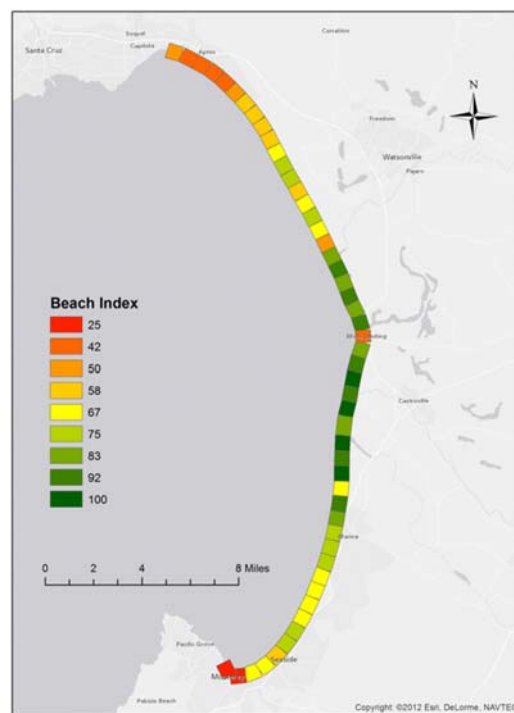 Soquel
Santa Cruz
Capitola
Aptos
Corralitos
N
Freedom
Watsonville
Pajaro
Beach Index
25
42
50
58
67
75
83
92
100
Castroville
Marina
0 2 4 8 Miles
Pacific Grove
Seaside
Pebble Beach
Copyright: ©2012 Esri, DeLorme, NAVTEQ